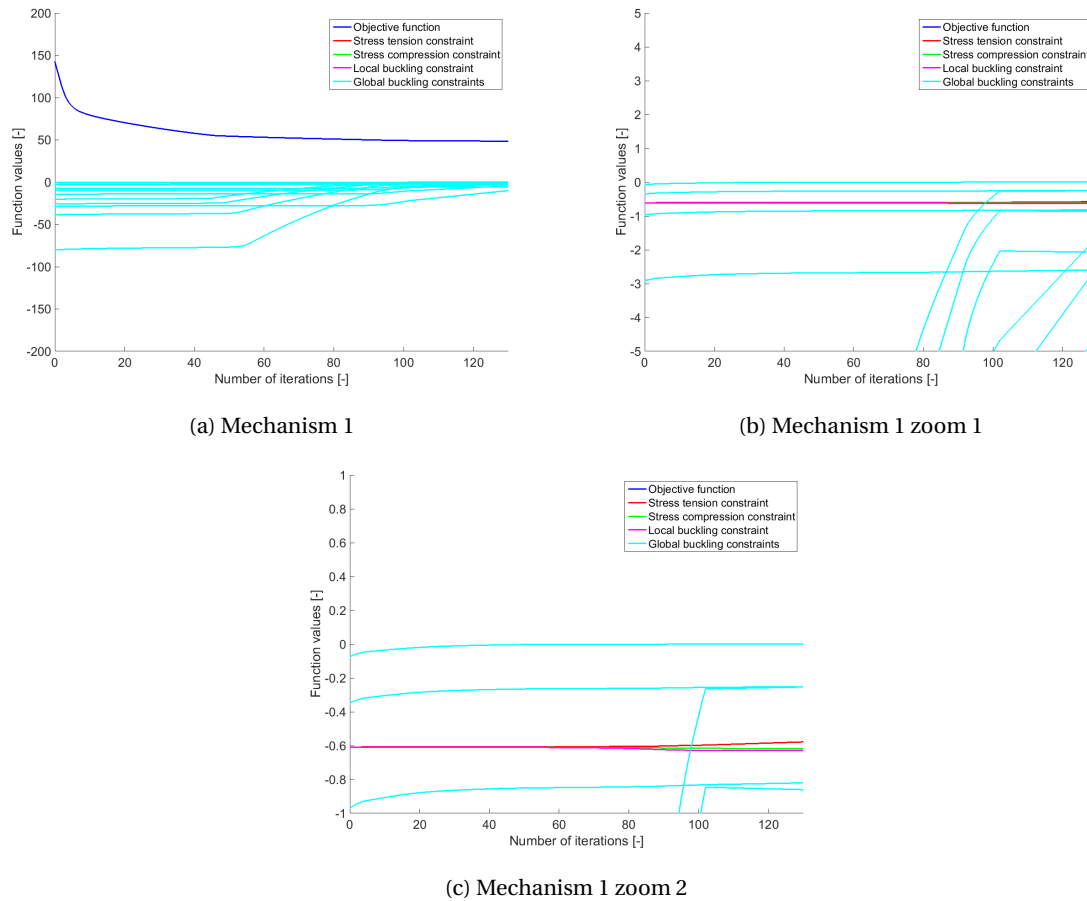 200
150
100
50
0
-50
-100
-150
-200
Function values [-]
0 20 40 60 80 100 120
Number of iterations [-]
Objective function
Stress tension constraint
Stress compression constraint
Local buckling constraint
Global buckling constraints
(a) Mechanism 1
5
4
3
2
1
0
-1
-2
-3
-4
-5
Function values [-]
0 20 40 60 80 100 120
Number of iterations [-]
Objective function
Stress tension constraint
Stress compression constraint
Local buckling constraint
Global buckling constraints
(b) Mechanism 1 zoom 1
1
0.8
0.6
0.4
0.2
0
-0.2
-0.4
-0.6
-0.8
-1
Function values [-]
0 20 40 60 80 100 120
Number of iterations [-]
Objective function
Stress tension constraint
Stress compression constraint
Local buckling constraint
Global buckling constraints
(c) Mechanism 1 zoom 2